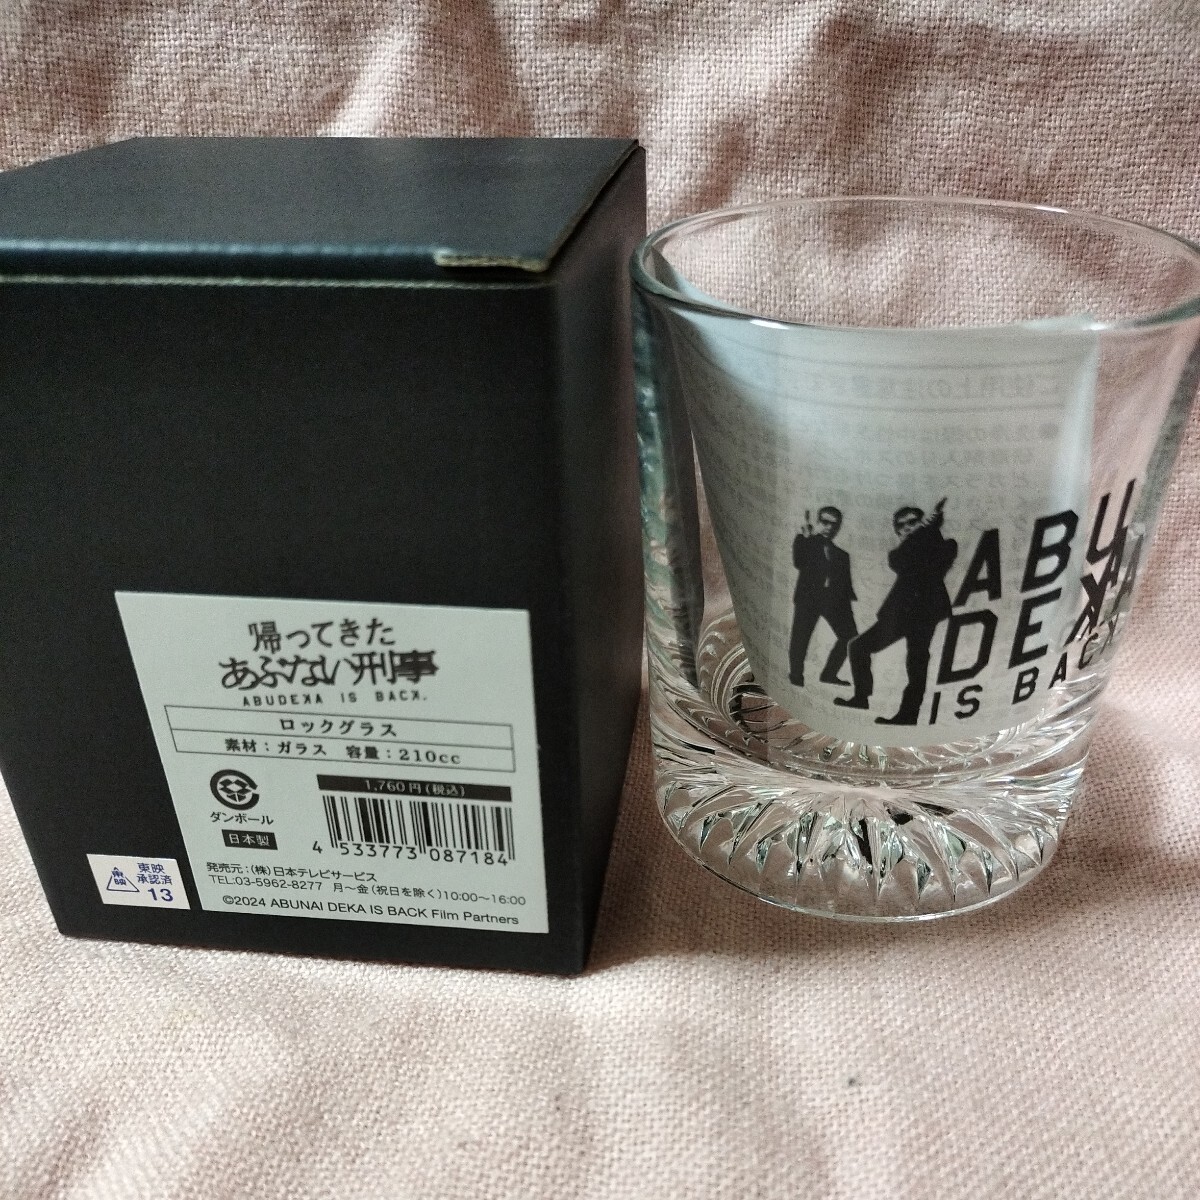 帰ってきた
あぶない刑事
ABUDEKA IS BACK.
ロックグラス
素材：ガラス　容量：210cc
1,760円(税込)
ダンボール
日本製
4 533773 087184
発売元：(株)日本テレビサービス
TEL:03-5962-8277　月〜金(祝日を除く)10:00〜16:00
©2024 ABUNAI DEKA IS BACK Film Partners
東映
東映
承認済
13
ABU
DEKA
IS BACK